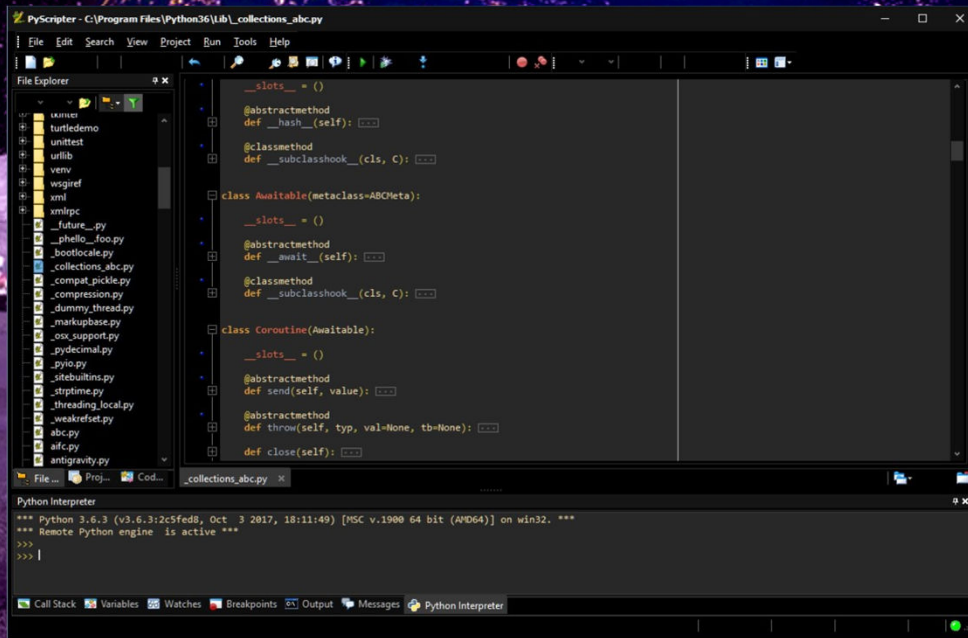 PyScripter - C:\Program Files\Python36\Lib\_collections_abc.py
File Edit Search View Project Run Tools Help
File Explorer
tkinter
turtledemo
unittest
urllib
venv
wsgiref
xml
xmlrpc
__future__.py
__phello__.foo.py
_bootlocale.py
_collections_abc.py
_compat_pickle.py
_compression.py
_dummy_thread.py
_markupbase.py
_osx_support.py
_pydecimal.py
_pyio.py
_sitebuiltins.py
_strptime.py
_threading_local.py
_weakrefset.py
abc.py
aifc.py
antigravity.py
File ... Proj... Cod...
__slots__ = ()
@abstractmethod
def __hash__(self): ...
@classmethod
def __subclasshook__(cls, C): ...
class Awaitable(metaclass=ABCMeta):
__slots__ = ()
@abstractmethod
def __await__(self): ...
@classmethod
def __subclasshook__(cls, C): ...
class Coroutine(Awaitable):
__slots__ = ()
@abstractmethod
def send(self, value): ...
@abstractmethod
def throw(self, typ, val=None, tb=None): ...
def close(self): ...
_collections_abc.py
Python Interpreter
*** Python 3.6.3 (v3.6.3:2c5fed8, Oct  3 2017, 18:11:49) [MSC v.1900 64 bit (AMD64)] on win32. ***
*** Remote Python engine  is active ***
>>>
>>>
Call Stack Variables Watches Breakpoints Output Messages Python Interpreter